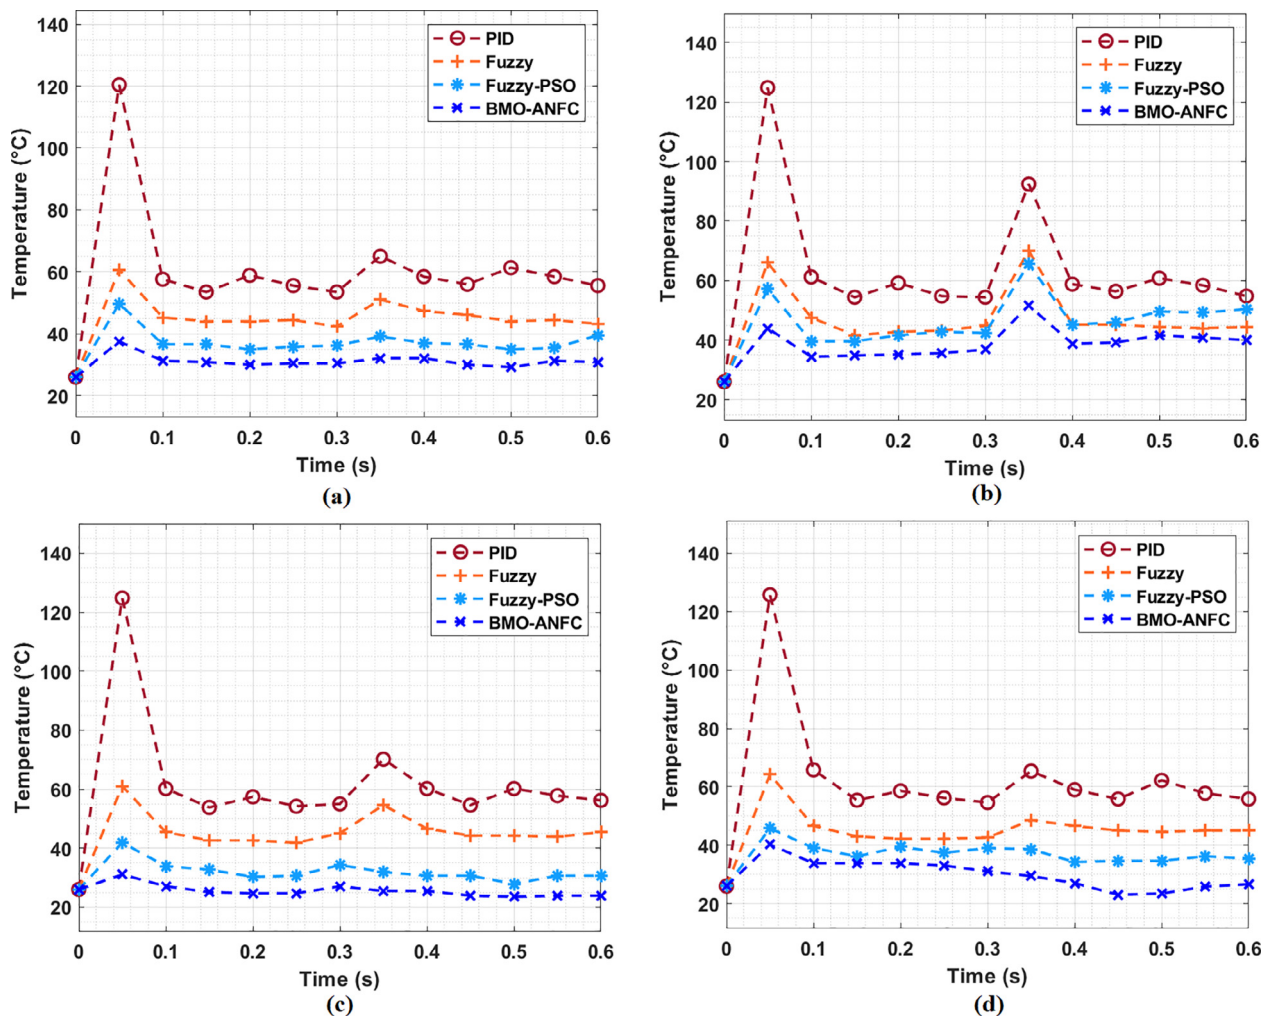 140
120
100
80
60
40
20
Temperature (°C)
PID
Fuzzy
Fuzzy-PSO
BMO-ANFC
0 0.1 0.2 0.3 0.4 0.5 0.6
Time (s)
(a)
140
120
100
80
60
40
20
Temperature (°C)
PID
Fuzzy
Fuzzy-PSO
BMO-ANFC
0 0.1 0.2 0.3 0.4 0.5 0.6
Time (s)
(b)
140
120
100
80
60
40
20
Temperature (°C)
PID
Fuzzy
Fuzzy-PSO
BMO-ANFC
0 0.1 0.2 0.3 0.4 0.5 0.6
Time (s)
(c)
140
120
100
80
60
40
20
Temperature (°C)
PID
Fuzzy
Fuzzy-PSO
BMO-ANFC
0 0.1 0.2 0.3 0.4 0.5 0.6
Time (s)
(d)